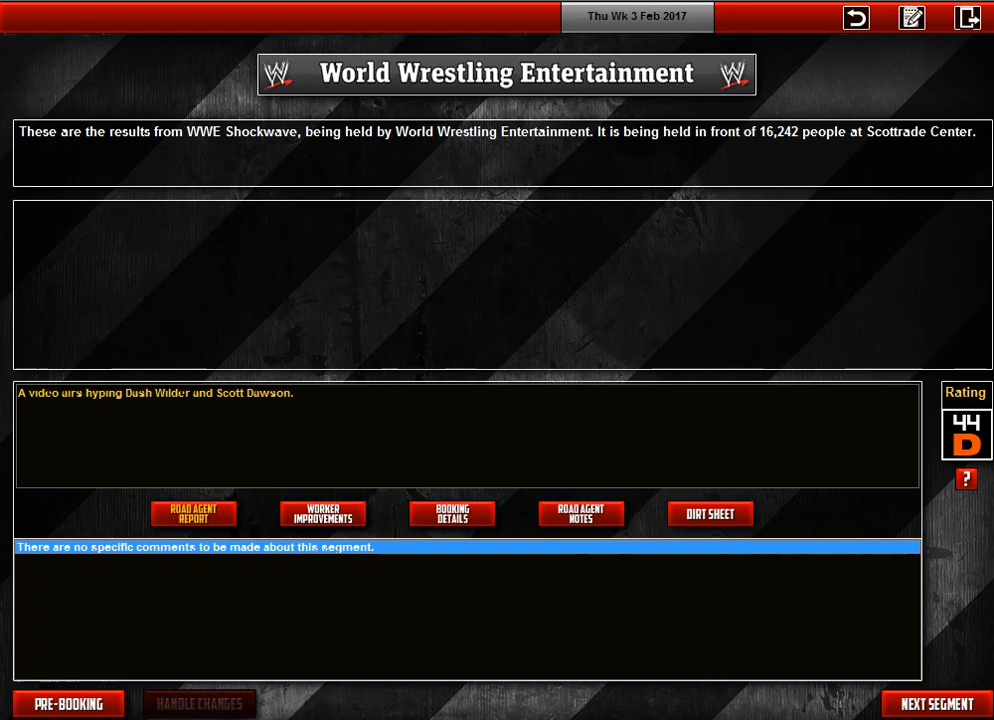 Thu Wk 3 Feb 2017
World Wrestling Entertainment
These are the results from WWE Shockwave, being held by World Wrestling Entertainment. It is being held in front of 16,242 people at Scottrade Center.
A video airs hyping Dash Wilder and Scott Dawson.
Rating
44
D
?
ROAD AGENT REPORT
WORKER IMPROVEMENTS
BOOKING DETAILS
ROAD AGENT NOTES
DIRT SHEET
There are no specific comments to be made about this segment.
PRE-BOOKING
HANDLE CHANGES
NEXT SEGMENT